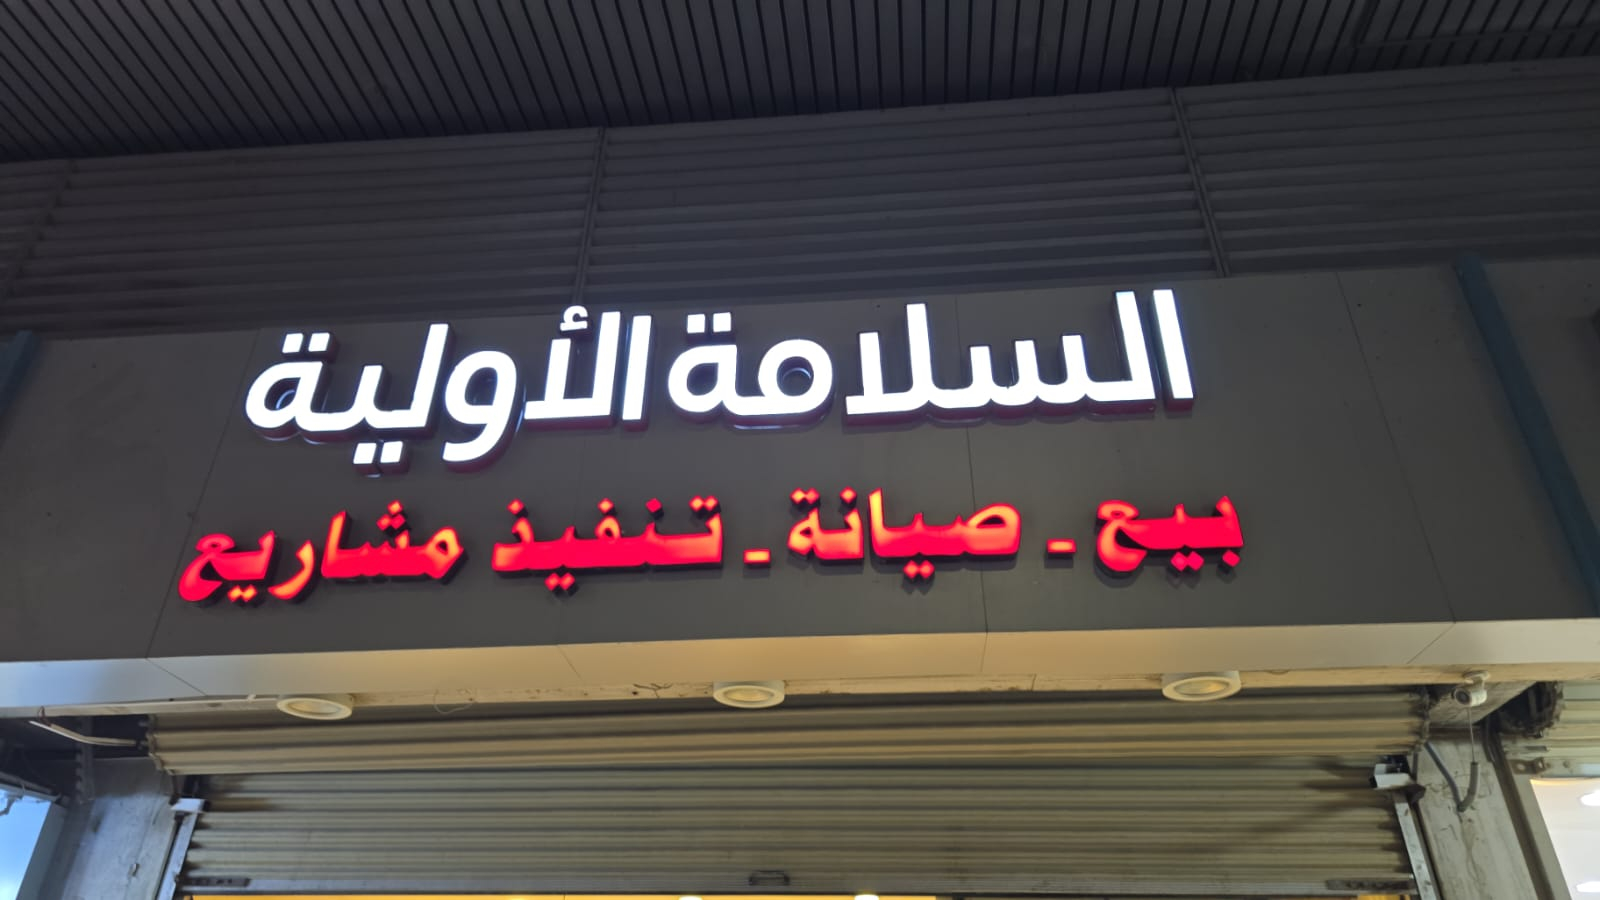 السلامة الأولية
بيع - صيانة - تنفيذ مشاريع